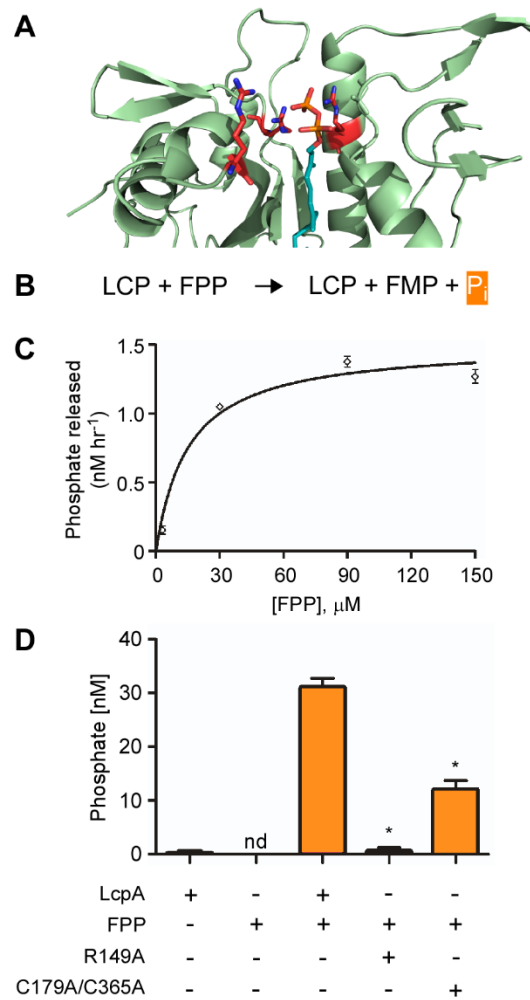 A
B LCP + FPP → LCP + FMP + Pi
C
Phosphate released
(nM hr-1)
1.5
1.0
0.5
0
0 30 60 90 120 150
[FPP], μM
D
Phosphate [nM]
40
30
20
10
0
nd
*
*
LcpA + - + - -
FPP - + + + +
R149A - - - + -
C179A/C365A - - - - +